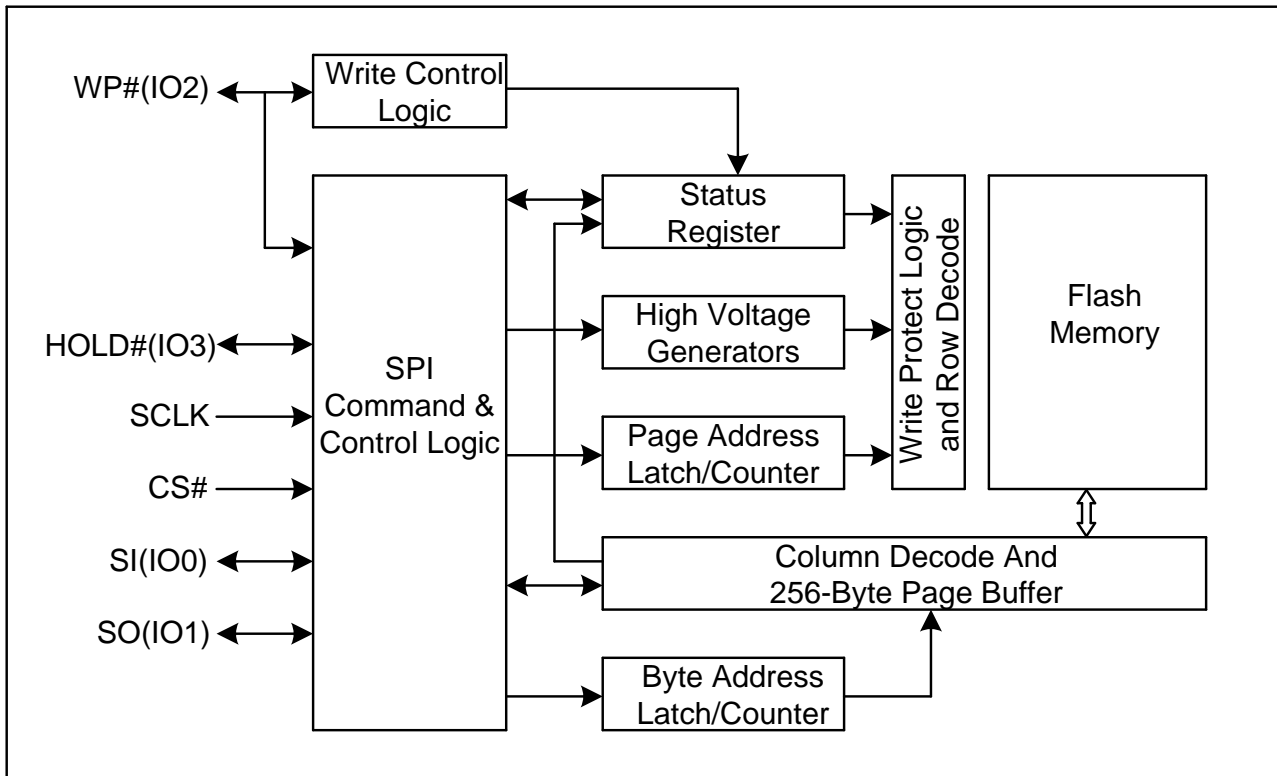 WP#(IO2)
Write Control
Logic
Status
Register
Write Protect Logic
and Row Decode
Flash
Memory
High Voltage
Generators
HOLD#(IO3)
SPI
Command &
Control Logic
SCLK
Page Address
Latch/Counter
CS#
SI(IO0)
Column Decode And
256-Byte Page Buffer
SO(IO1)
Byte Address
Latch/Counter